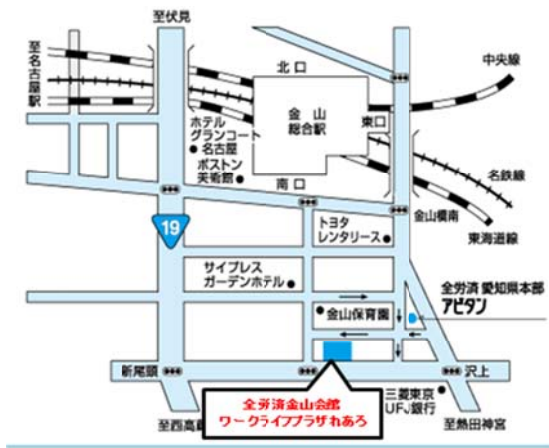 至伏見
至名古屋駅
北口
中央線
金山
総合駅
東口
ホテル
グランコート
名古屋
ボストン
美術館
南口
名鉄線
金山橋南
東海道線
19
トヨタ
レンタリース
サイプレス
ガーデンホテル
全労済 愛知県本部
アピタン
金山保育園
新尾頭
沢上
三菱東京
UFJ銀行
全労済金山会館
ワークライフプラザれあろ
至熱田神宮